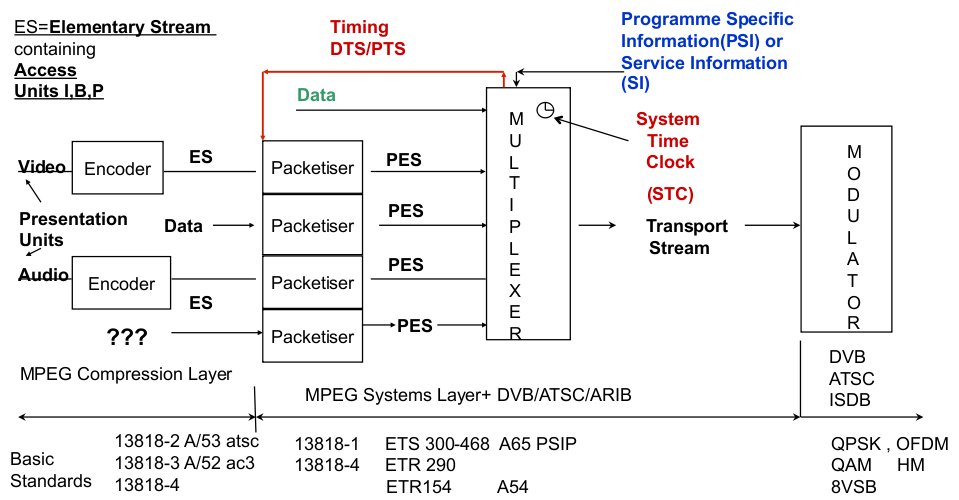 ES=Elementary Stream
containing
Access
Units I,B,P
Timing
DTS/PTS
Programme Specific
Information(PSI) or
Service Information
(SI)
Data
System
Time
Clock
(STC)
Video
Encoder
ES
Packetiser
PES
Presentation
Units
Data
Packetiser
PES
Audio
Encoder
ES
Packetiser
PES
???
Packetiser
PES
MULTIPLEXER
Transport
Stream
MODULATOR
MPEG Compression Layer
MPEG Systems Layer+ DVB/ATSC/ARIB
DVB
ATSC
ISDB
Basic
Standards
13818-2 A/53 atsc
13818-3 A/52 ac3
13818-4
13818-1 ETS 300-468 A65 PSIP
13818-4 ETR 290
ETR154 A54
QPSK , OFDM
QAM HM
8VSB